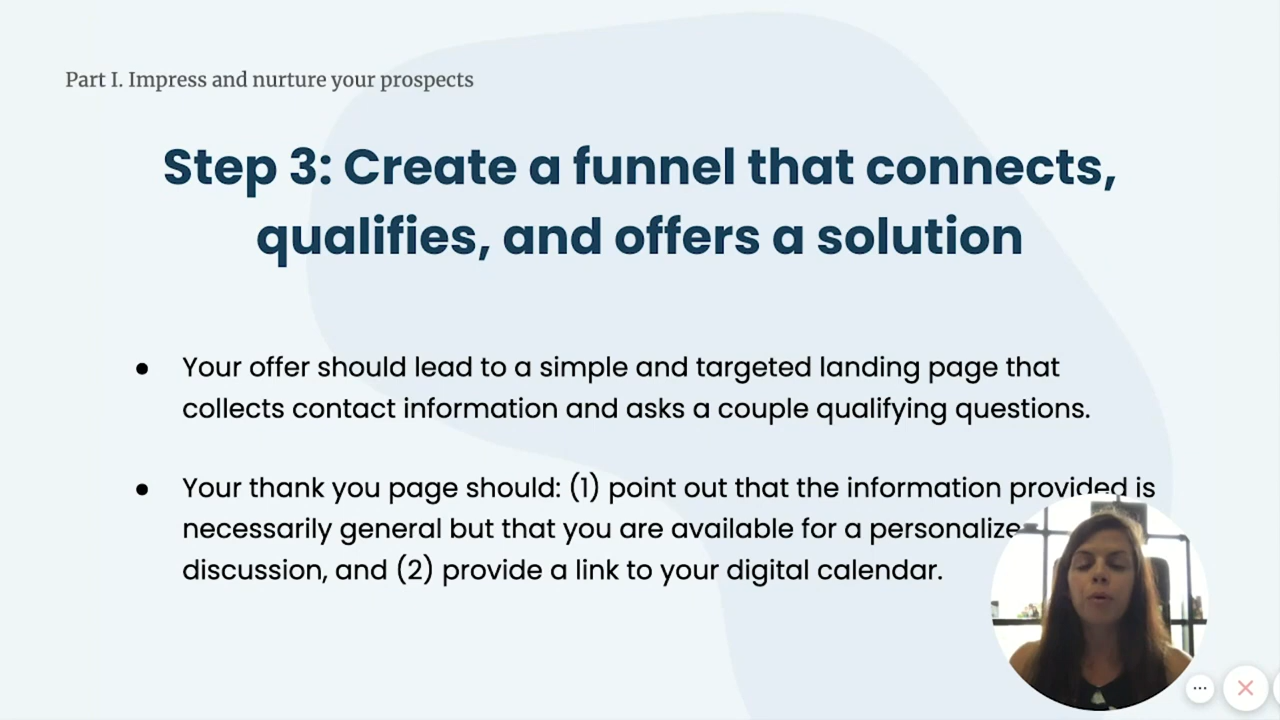 Part I. Impress and nurture your prospects
Step 3: Create a funnel that connects,
qualifies, and offers a solution
● Your offer should lead to a simple and targeted landing page that
collects contact information and asks a couple qualifying questions.
● Your thank you page should: (1) point out that the information provided is
necessarily general but that you are available for a personalize
discussion, and (2) provide a link to your digital calendar.